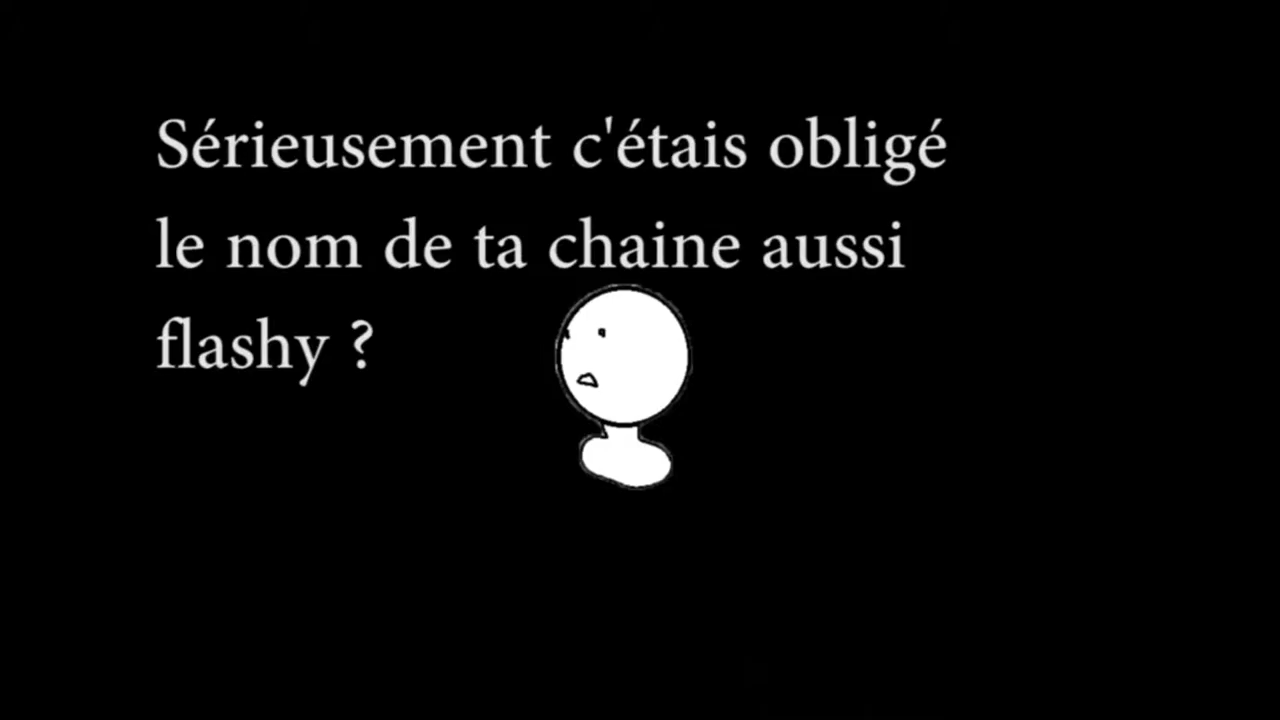 Sérieusement c'étais obligé
le nom de ta chaine aussi
flashy ?